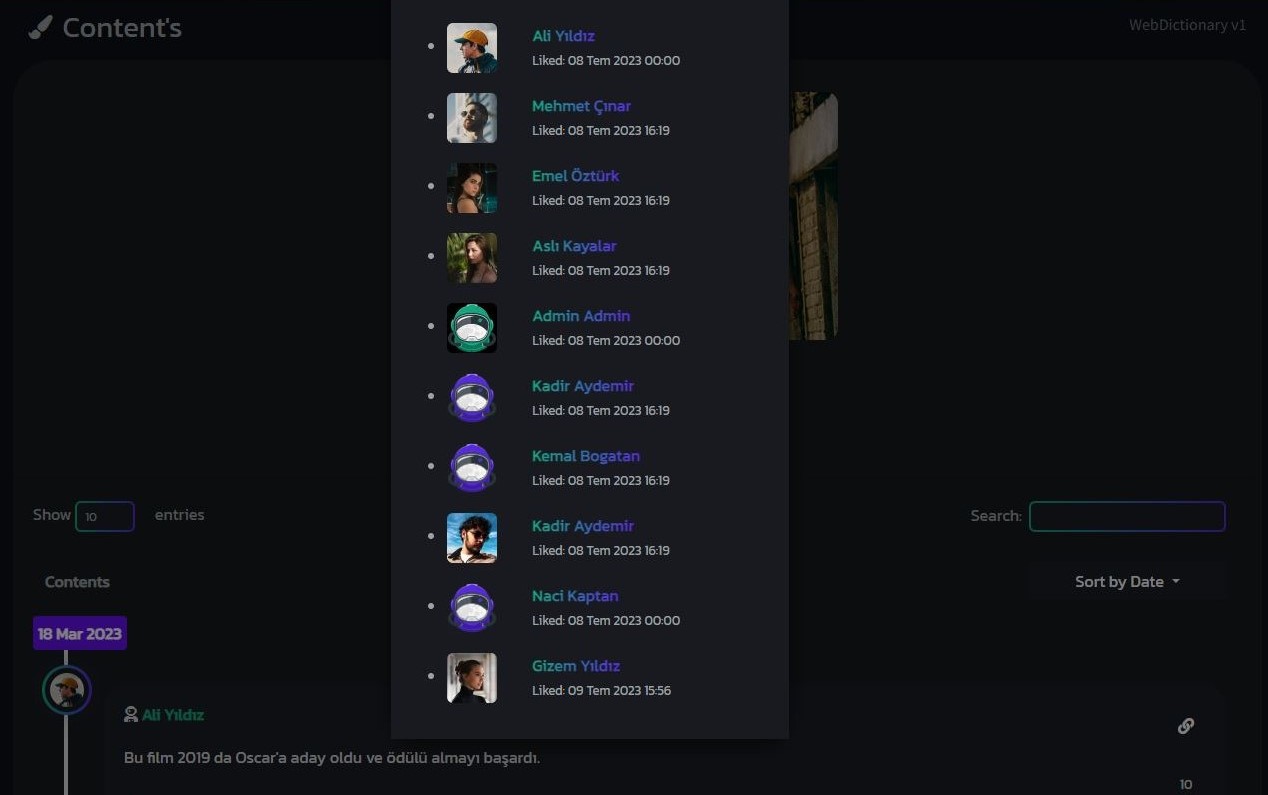 Content's
WebDictionary v1
Ali Yıldız
Liked: 08 Tem 2023 00:00
Mehmet Çınar
Liked: 08 Tem 2023 16:19
Emel Öztürk
Liked: 08 Tem 2023 16:19
Aslı Kayalar
Liked: 08 Tem 2023 16:19
Admin Admin
Liked: 08 Tem 2023 00:00
Kadir Aydemir
Liked: 08 Tem 2023 16:19
Kemal Bogatan
Liked: 08 Tem 2023 16:19
Kadir Aydemir
Liked: 08 Tem 2023 16:19
Naci Kaptan
Liked: 08 Tem 2023 00:00
Gizem Yıldız
Liked: 09 Tem 2023 15:56
Show 10 entries
Search:
Contents
Sort by Date
18 Mar 2023
Ali Yıldız
Bu film 2019 da Oscar'a aday oldu ve ödülü almayı başardı.
10